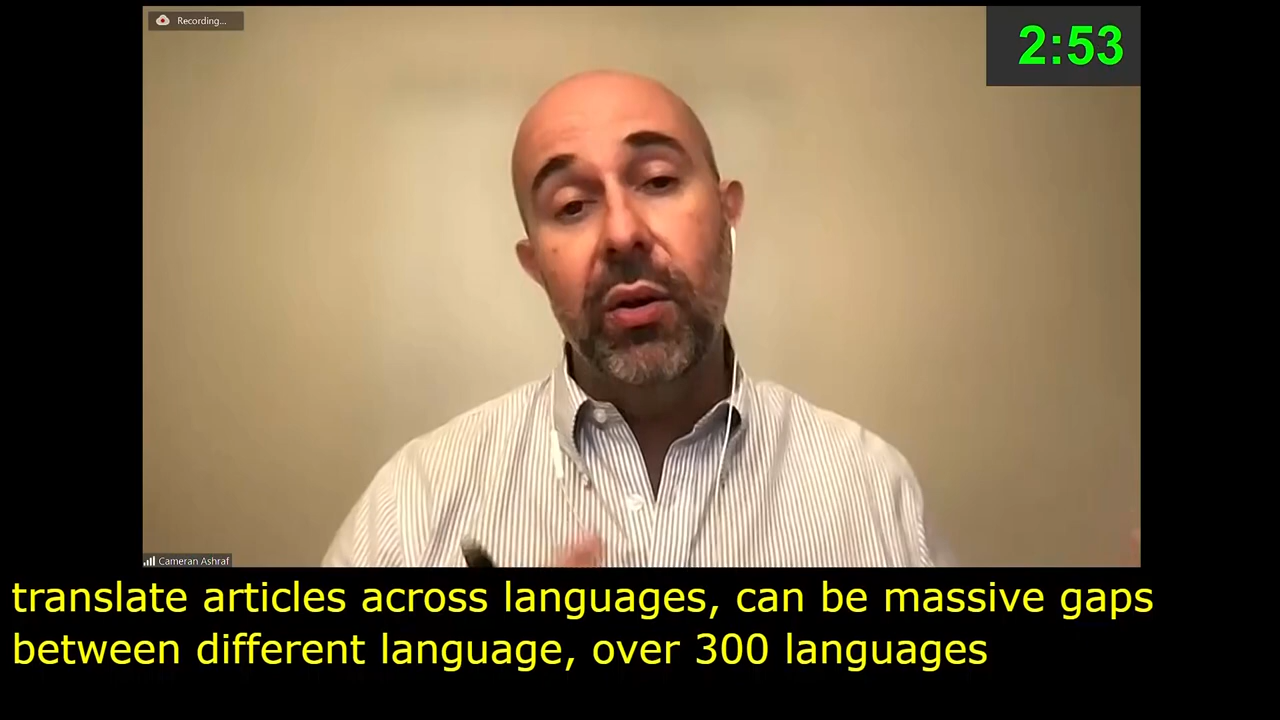 Recording...
2:53
Cameran Ashraf
translate articles across languages, can be massive gaps
between different language, over 300 languages